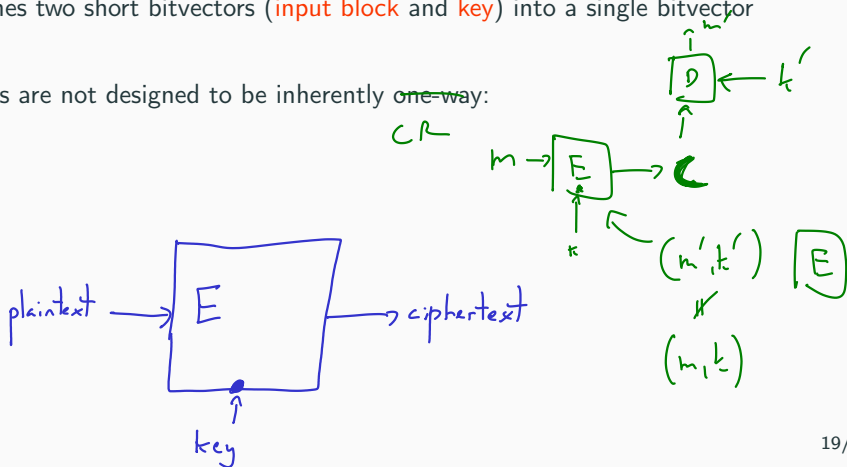 nes two short bitvectors (input block and key) into a single bitvector
m'
D
k'
s are not designed to be inherently one-way:
CR
m
E
C
k
(m', k')
E
(m, k)
plaintext
E
ciphertext
key
19/